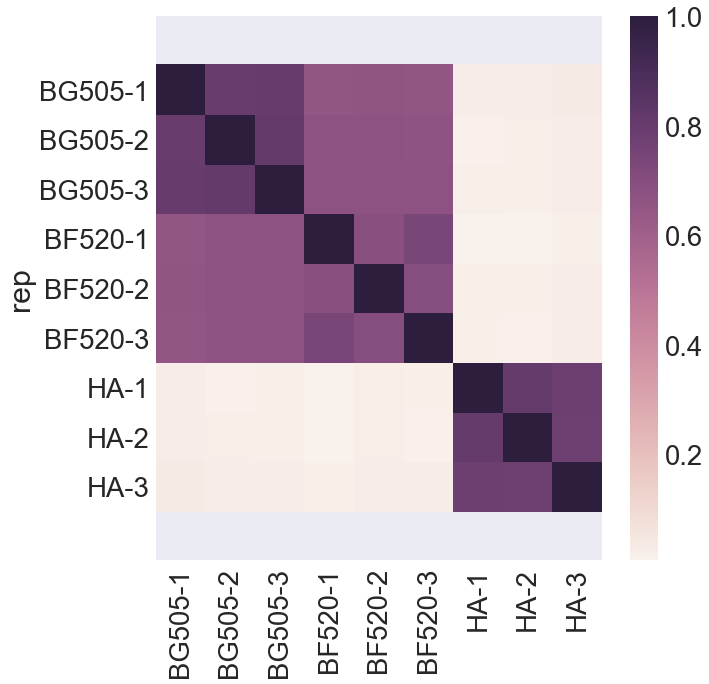 1.0
0.8
0.6
0.4
0.2
rep
BG505-1
BG505-2
BG505-3
BF520-1
BF520-2
BF520-3
HA-1
HA-2
HA-3
BG505-1
BG505-2
BG505-3
BF520-1
BF520-2
BF520-3
HA-1
HA-2
HA-3